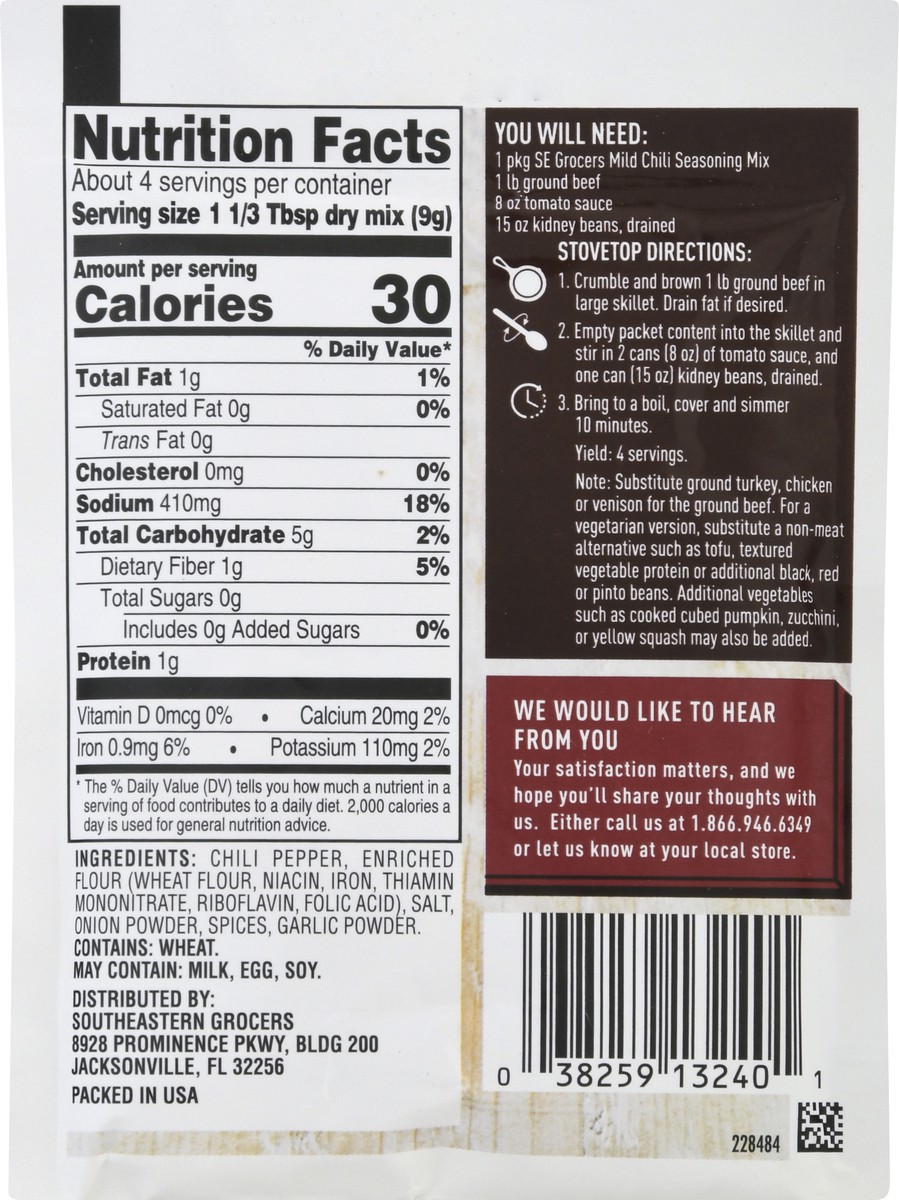 Nutrition Facts
About 4 servings per container
Serving size 1 1/3 Tbsp dry mix (9g)
Amount per serving
Calories 30
% Daily Value*
Total Fat 1g 1%
Saturated Fat 0g 0%
Trans Fat 0g
Cholesterol 0mg 0%
Sodium 410mg 18%
Total Carbohydrate 5g 2%
Dietary Fiber 1g 5%
Total Sugars 0g
Includes 0g Added Sugars 0%
Protein 1g
Vitamin D 0mcg 0% • Calcium 20mg 2%
Iron 0.9mg 6% • Potassium 110mg 2%
* The % Daily Value (DV) tells you how much a nutrient in a
serving of food contributes to a daily diet. 2,000 calories a
day is used for general nutrition advice.
INGREDIENTS: CHILI PEPPER, ENRICHED
FLOUR (WHEAT FLOUR, NIACIN, IRON, THIAMIN
MONONITRATE, RIBOFLAVIN, FOLIC ACID), SALT,
ONION POWDER, SPICES, GARLIC POWDER.
CONTAINS: WHEAT.
MAY CONTAIN: MILK, EGG, SOY.
DISTRIBUTED BY:
SOUTHEASTERN GROCERS
8928 PROMINENCE PKWY, BLDG 200
JACKSONVILLE, FL 32256
PACKED IN USA
YOU WILL NEED:
1 pkg SE Grocers Mild Chili Seasoning Mix
1 lb ground beef
8 oz tomato sauce
15 oz kidney beans, drained
STOVETOP DIRECTIONS:
1. Crumble and brown 1 lb ground beef in
large skillet. Drain fat if desired.
2. Empty packet content into the skillet and
stir in 2 cans (8 oz) of tomato sauce, and
one can (15 oz) kidney beans, drained.
3. Bring to a boil, cover and simmer
10 minutes.
Yield: 4 servings.
Note: Substitute ground turkey, chicken
or venison for the ground beef. For a
vegetarian version, substitute a non-meat
alternative such as tofu, textured
vegetable protein or additional black, red
or pinto beans. Additional vegetables
such as cooked cubed pumpkin, zucchini,
or yellow squash may also be added.
WE WOULD LIKE TO HEAR
FROM YOU
Your satisfaction matters, and we
hope you'll share your thoughts with
us. Either call us at 1.866.946.6349
or let us know at your local store.
0 38259 13240 1
228484